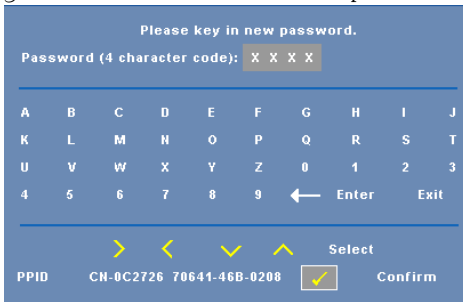 Please key in new password.
Password (4 character code): X X X X
A B C D E F G H I J
K L M N O P Q R S T
U V W X Y Z 0 1 2 3
4 5 6 7 8 9 ← Enter Exit
Select
PPID CN-0C2726 70641-46B-0208 ✓ Confirm